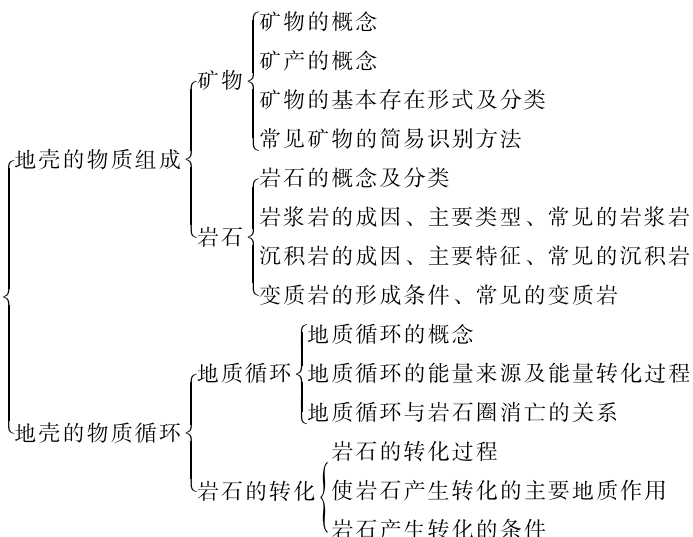 矿物的概念
矿产的概念
矿物
矿物的基本存在形式及分类
常见矿物的简易识别方法
地壳的物质组成
岩石的概念及分类
岩浆岩的成因、主要类型、常见的岩浆岩
岩石
沉积岩的成因、主要特征、常见的沉积岩
变质岩的形成条件、常见的变质岩
地质循环的概念
地质循环
地质循环的能量来源及能量转化过程
地质循环与岩石圈消亡的关系
地壳的物质循环
岩石的转化过程
岩石的转化
使岩石产生转化的主要地质作用
岩石产生转化的条件